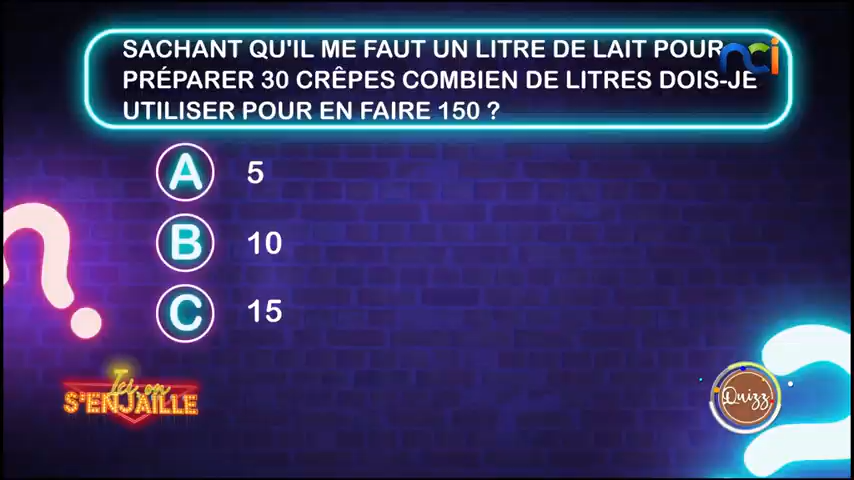 SACHANT QU'IL ME FAUT UN LITRE DE LAIT POUR
nci
PRÉPARER 30 CRÊPES COMBIEN DE LITRES DOIS-JE
UTILISER POUR EN FAIRE 150 ?
A 5
B 10
C 15
Ici on
S'ENJAILLE
Quizz